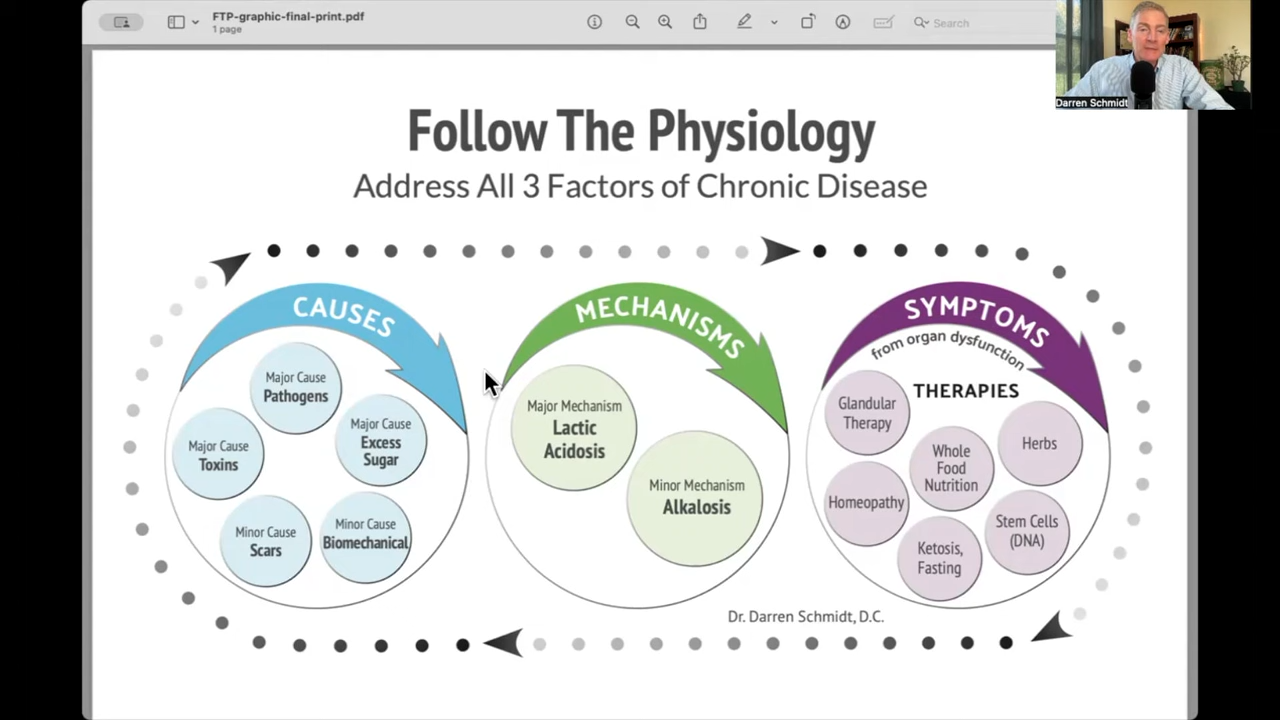 FTP-graphic-final-print.pdf
1 page
Search
Darren Schmidt
Follow The Physiology
Address All 3 Factors of Chronic Disease
CAUSES
Major Cause
Pathogens
Major Cause
Toxins
Major Cause
Excess
Sugar
Minor Cause
Scars
Minor Cause
Biomechanical
MECHANISMS
Major Mechanism
Lactic
Acidosis
Minor Mechanism
Alkalosis
SYMPTOMS
from organ dysfunction
THERAPIES
Glandular
Therapy
Whole
Food
Nutrition
Herbs
Homeopathy
Stem Cells
(DNA)
Ketosis,
Fasting
Dr. Darren Schmidt, D.C.